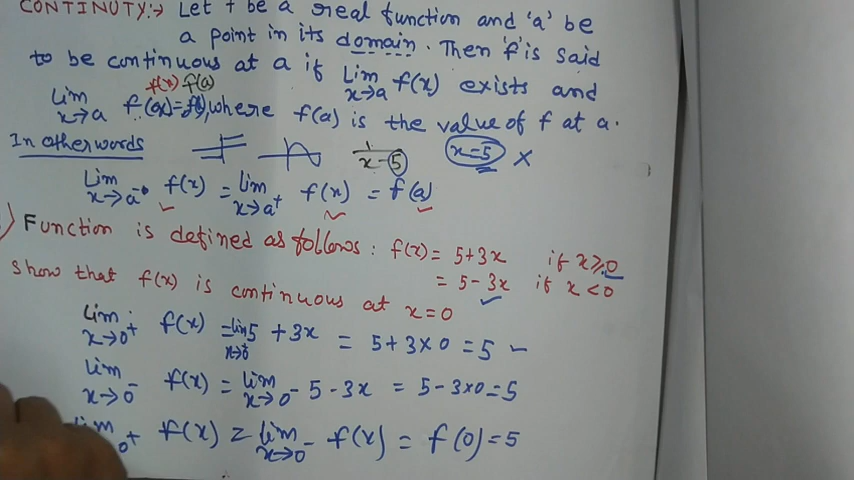 CONTINUTY:→ Let f be a real function and 'a' be
a point in its domain. Then 'f' is said
to be continuous at a if Lim x→a f(x) exists and
f(x) f(a)
Lim x→a f(x)= f(a), where f(a) is the value of f at a.
In other words 1/x-5 x=5 ×
Lim x→a⁻ f(x) = Lim x→a⁺ f(x) = f(a)
) Function is defined as follows: f(x) = 5+3x if x≥0
= 5-3x if x<0
Show that f(x) is continuous at x=0
Lim x→0⁺ f(x) = lim x→0⁺ 5 + 3x = 5+3×0 = 5
Lim x→0⁻ f(x) = lim x→0⁻ 5-3x = 5-3×0=5
lim 0⁺ f(x) = lim x→0⁻ f(x) = f(0)=5